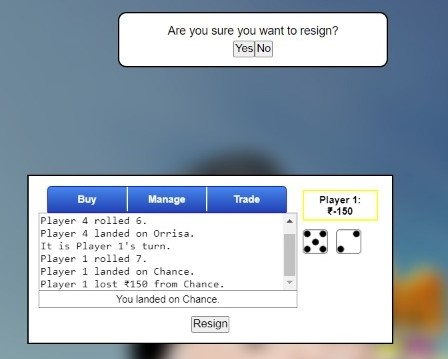 Are you sure you want to resign?
Yes No
Buy Manage Trade
Player 1:
₹-150
Player 4 rolled 6.
Player 4 landed on Orrisa.
It is Player 1's turn.
Player 1 rolled 7.
Player 1 landed on Chance.
Player 1 lost ₹150 from Chance.
You landed on Chance.
Resign